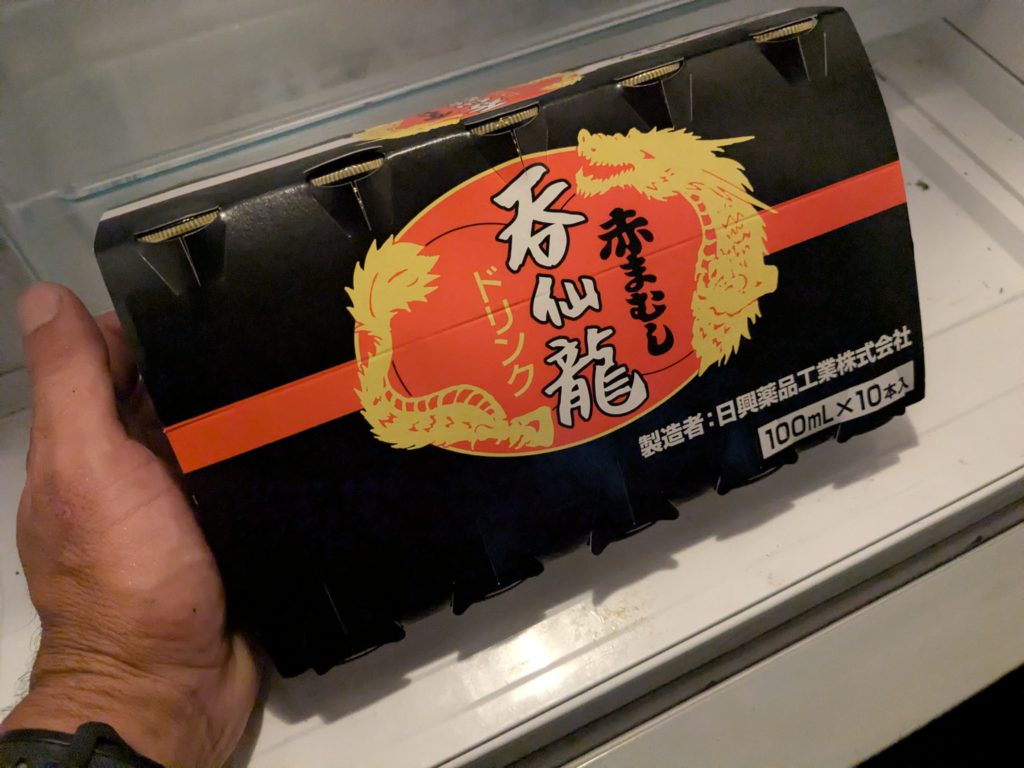 赤まむし
呑仙龍
ドリンク
製造者：日興薬品工業株式会社
100mL×10本入